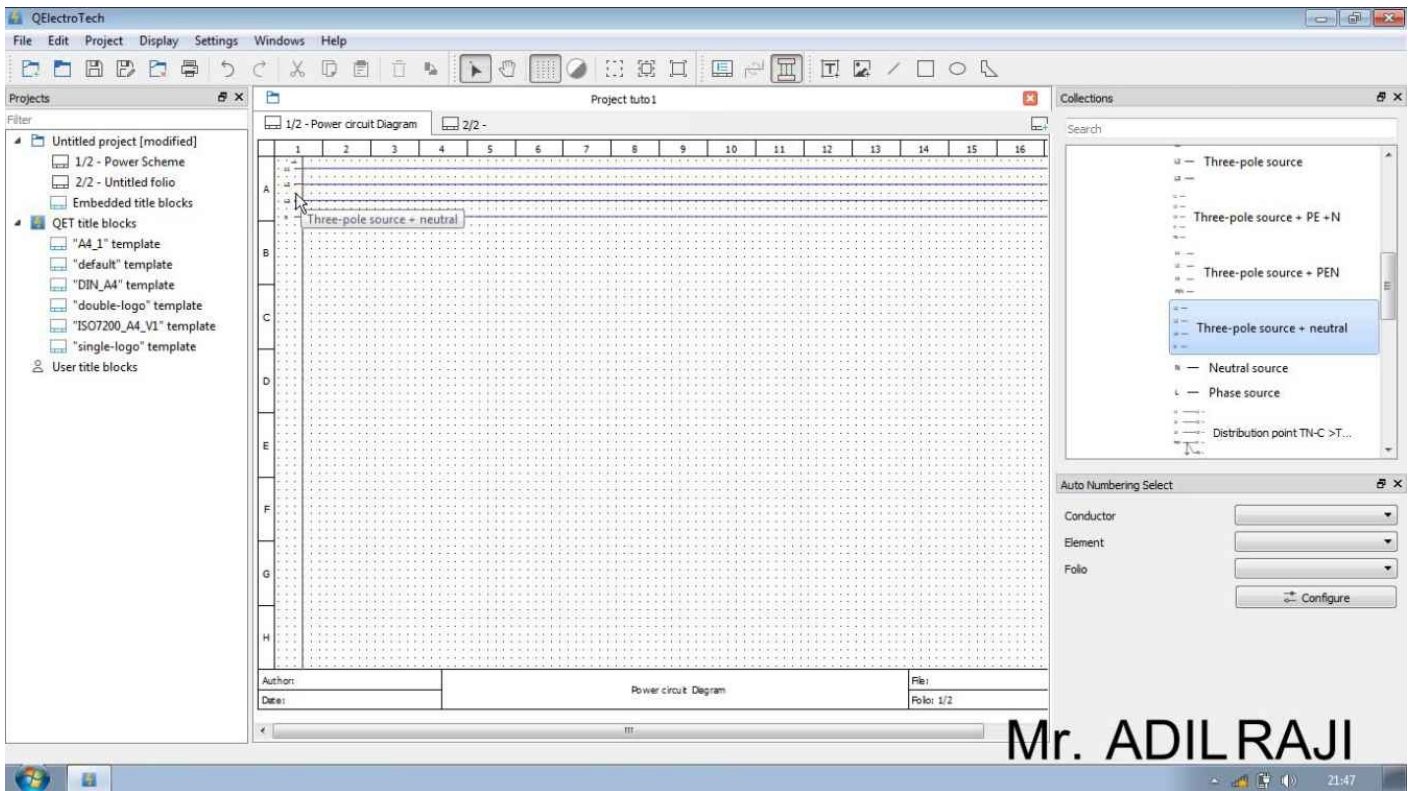 QElectroTech
File Edit Project Display Settings Windows Help
Projects
Filter
Untitled project [modified]
1/2 - Power Scheme
2/2 - Untitled folio
Embedded title blocks
QET title blocks
"A4_1" template
"default" template
"DIN_A4" template
"double-logo" template
"ISO7200_A4_V1" template
"single-logo" template
User title blocks
Project tuto1
1/2 - Power circuit Diagram
2/2 -
1 2 3 4 5 6 7 8 9 10 11 12 13 14 15 16
A
Three-pole source + neutral
B
C
D
E
F
G
H
Author:
Date:
Power circuit Diagram
File:
Folio: 1/2
Collections
Search
Three-pole source
Three-pole source + PE +N
Three-pole source + PEN
Three-pole source + neutral
N Neutral source
L Phase source
Distribution point TN-C >T...
Auto Numbering Select
Conductor
Element
Folio
Configure
Mr. ADIL RAJI
21:47